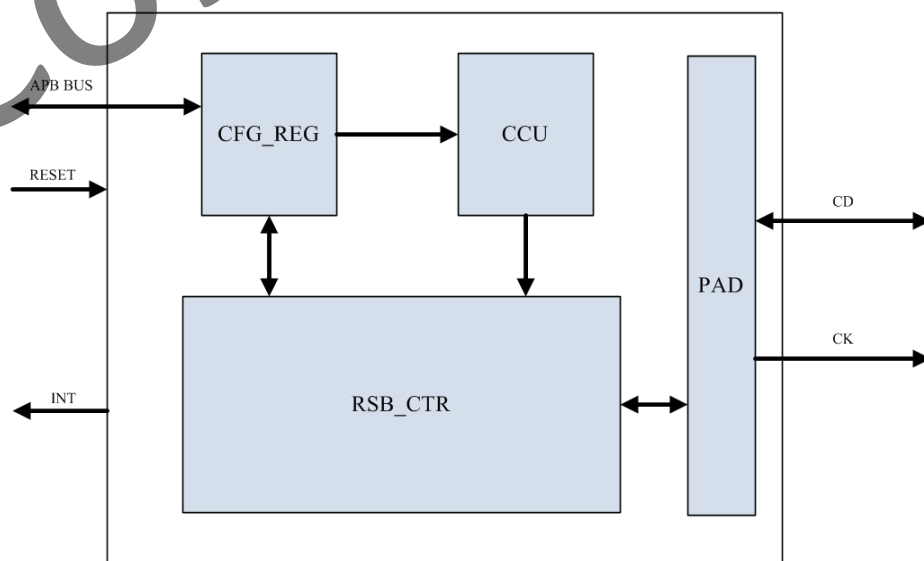 APB BUS
CFG_REG
CCU
RESET
CD
PAD
CK
INT
RSB_CTR